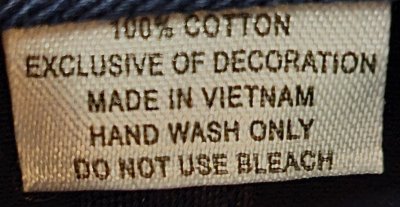 100% COTTON
EXCLUSIVE OF DECORATION
MADE IN VIETNAM
HAND WASH ONLY
DO NOT USE BLEACH